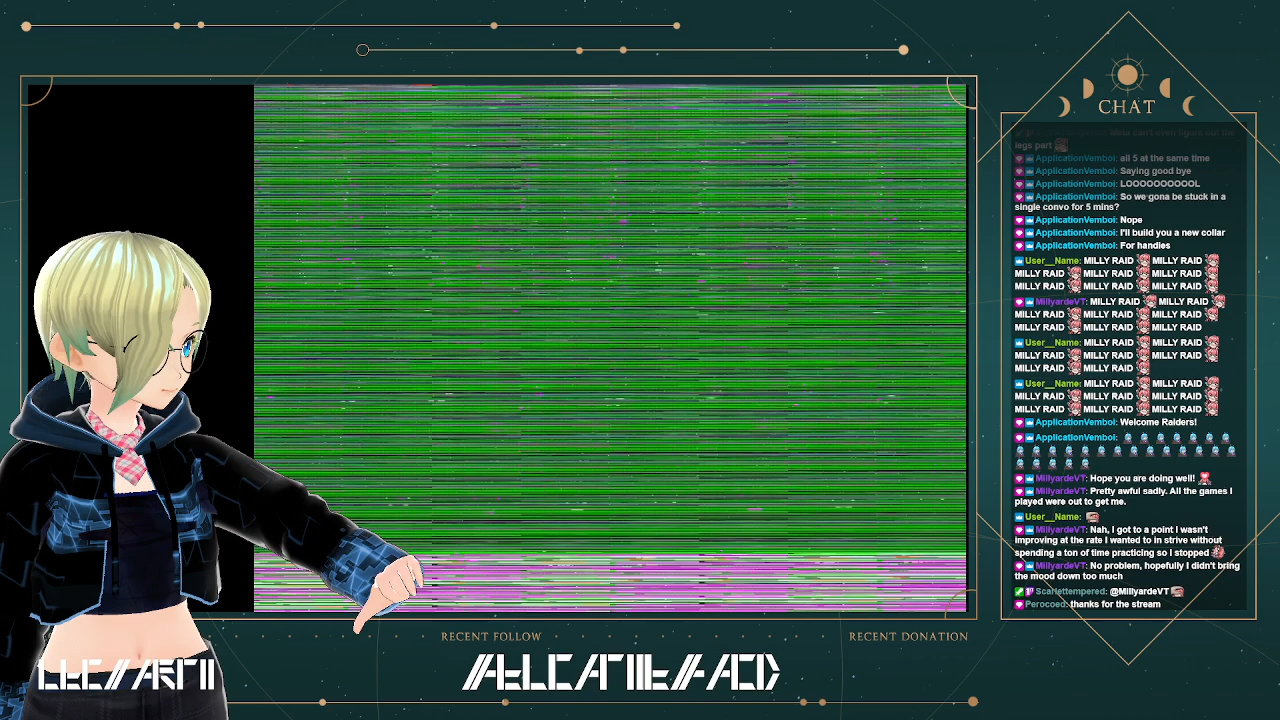 CHAT
legs part
ApplicationVemboi: all 5 at the same time
ApplicationVemboi: Saying good bye
ApplicationVemboi: LOOOOOOOOOOL
ApplicationVemboi: So we gona be stuck in a
single convo for 5 mins?
ApplicationVemboi: Nope
ApplicationVemboi: I'll build you a new collar
ApplicationVemboi: For handies
User__Name: MILLY RAID MILLY RAID
MILLY RAID MILLY RAID MILLY RAID
MILLY RAID MILLY RAID MILLY RAID
MillyardeVT: MILLY RAID MILLY RAID
MILLY RAID MILLY RAID MILLY RAID
MILLY RAID MILLY RAID MILLY RAID
User__Name: MILLY RAID MILLY RAID
MILLY RAID MILLY RAID MILLY RAID
MILLY RAID MILLY RAID
User__Name: MILLY RAID MILLY RAID
MILLY RAID MILLY RAID MILLY RAID
MILLY RAID MILLY RAID MILLY RAID
ApplicationVemboi: Welcome Raiders!
ApplicationVemboi:
MillyardeVT: Hope you are doing well!
MillyardeVT: Pretty awful sadly. All the games I
played were out to get me.
User__Name:
MillyardeVT: Nah, I got to a point I wasn't
improving at the rate I wanted to in strive without
spending a ton of time practicing so I stopped
MillyardeVT: No problem, hopefully I didn't bring
the mood down too much
Scarlettempered: @MillyardeVT
Perocoed: thanks for the stream
RECENT FOLLOW
RECENT DONATION